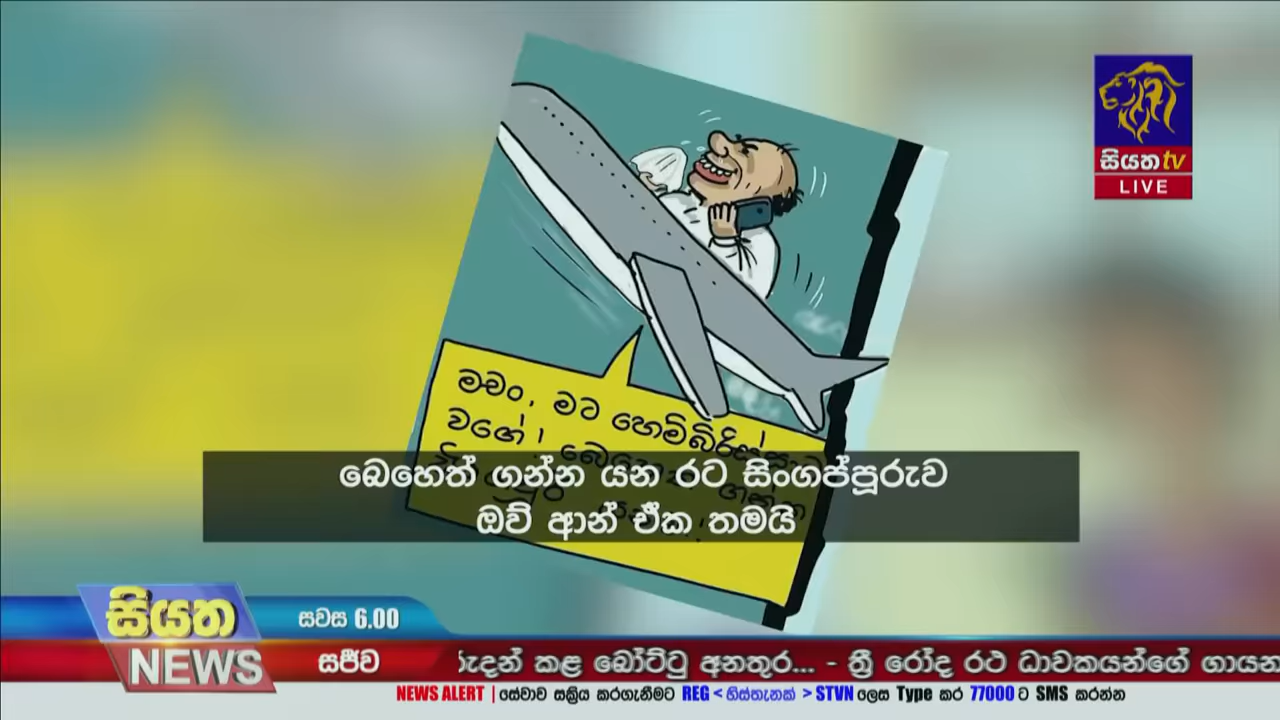 සියත tv
LIVE
මචං, මට හෙම්බිරිස්සාව
වගේ, බෙහෙත් ගන්න
බෙහෙත් ගන්න යන රට සිංගප්පූරුව
ඔව් ආන් ඒක තමයි
සියත
NEWS
සවස 6.00
සජීව
රුදන් කළ බෝට්ටු අනතුර... - ත්‍රී රෝද රථ ධාවකයන්ගේ ගායන
NEWS ALERT | සේවාව සක්‍රිය කරගැනීමට REG < හිස්තැනක් > STVN ලෙස Type කර 77000 ට SMS කරන්න